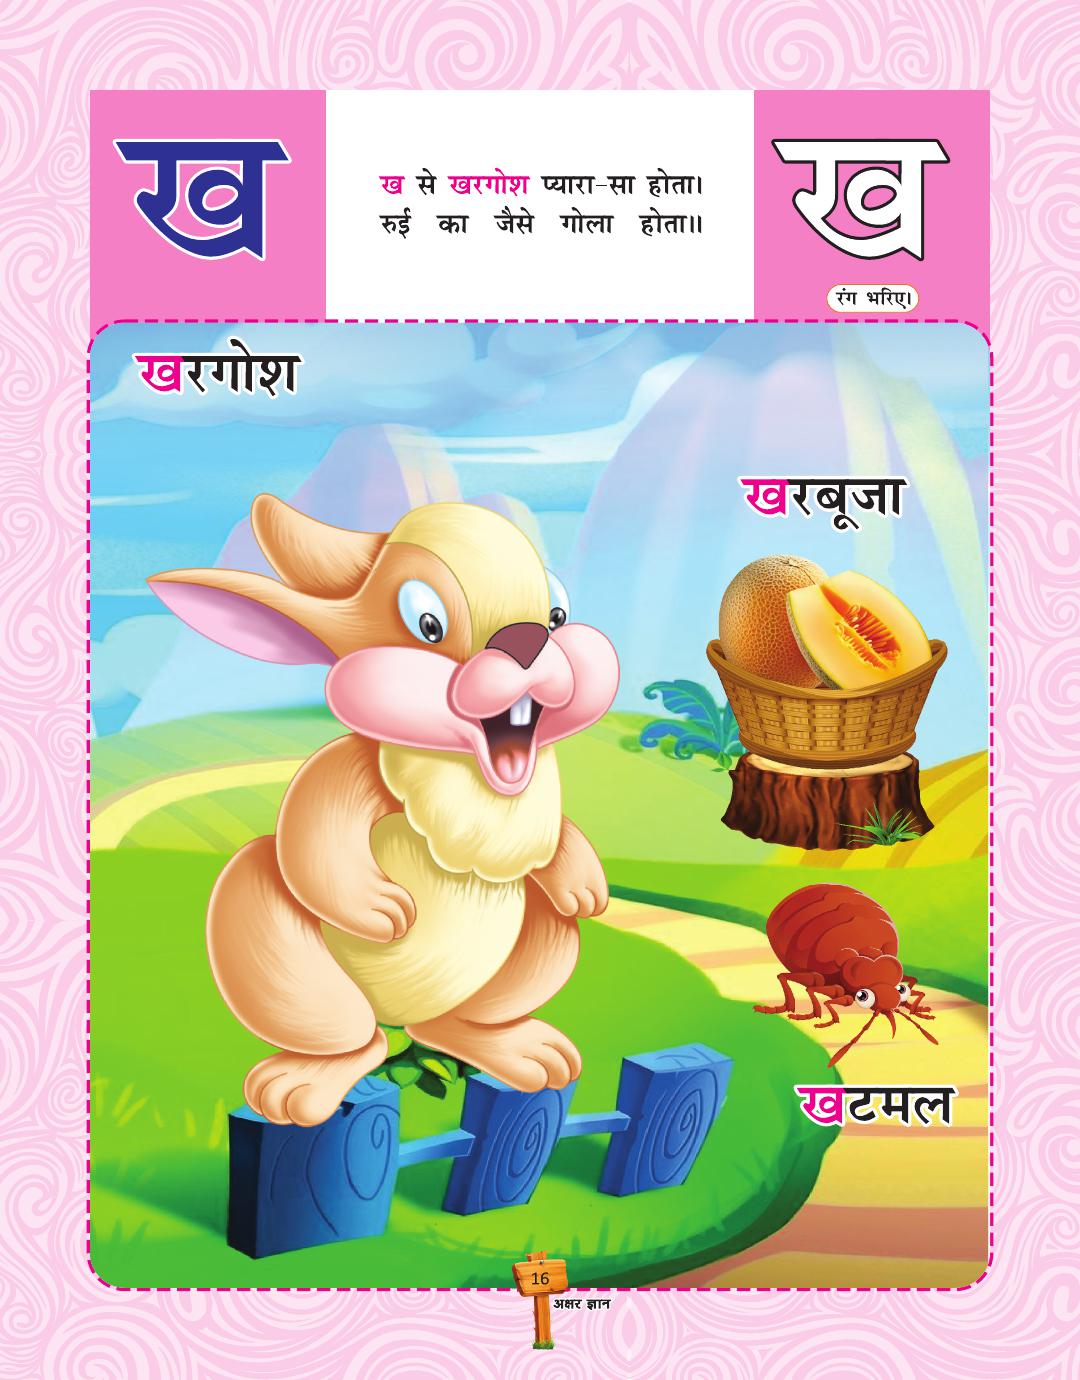 ख
ख से खरगोश प्यारा-सा होता।
रुई का जैसे गोला होता॥
ख
रंग भरिए।
खरगोश
खरबूजा
खटमल
16
अक्षर ज्ञान